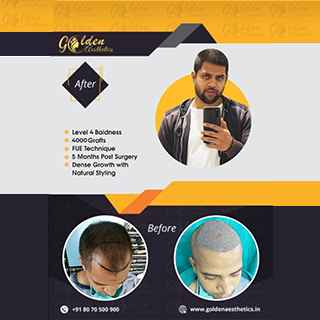 Golden
Aesthetics
After
Level 4 Baldness
4000 Grafts
FUE Technique
5 Months Post Surgery
Dense Growth with
Natural Styling
Before
+91 80 70 500 900
www.goldenaesthetics.in